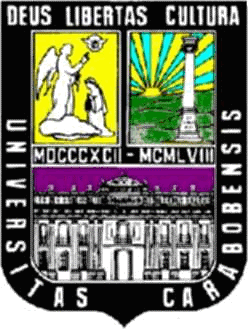 DEUS LIBERTAS CULTURA
MDCCCXCII - MCMLVIII
UNIVERSITAS
CARABOBENSIS